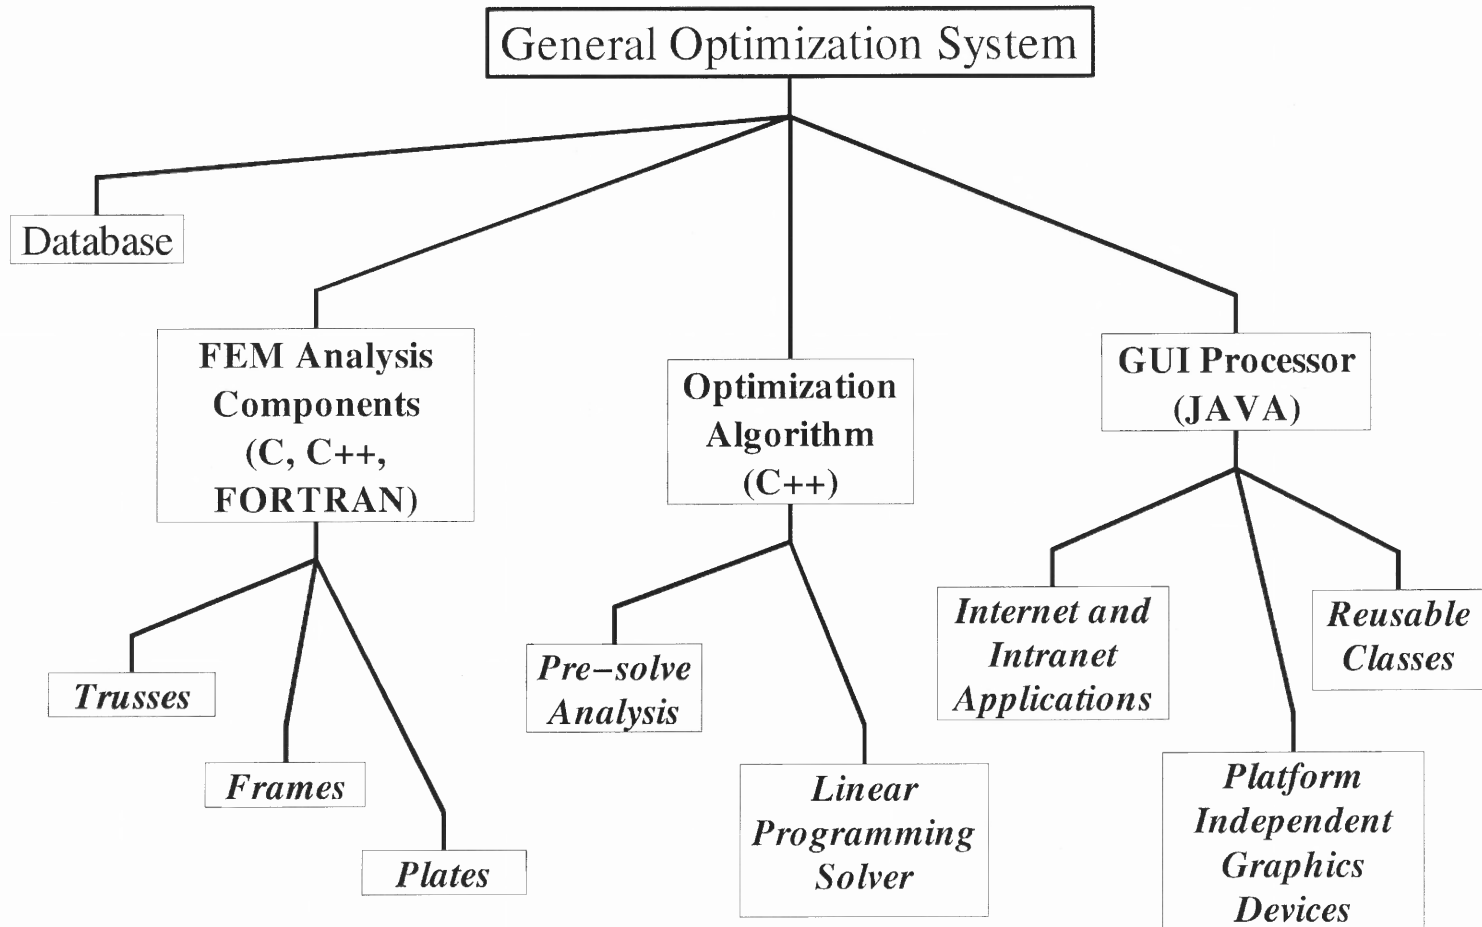 General Optimization System
Database
FEM Analysis
Components
(C, C++,
FORTRAN)
Optimization
Algorithm
(C++)
GUI Processor
(JAVA)
Trusses
Frames
Plates
Pre–solve
Analysis
Linear
Programming
Solver
Internet and
Intranet
Applications
Platform
Independent
Graphics
Devices
Reusable
Classes